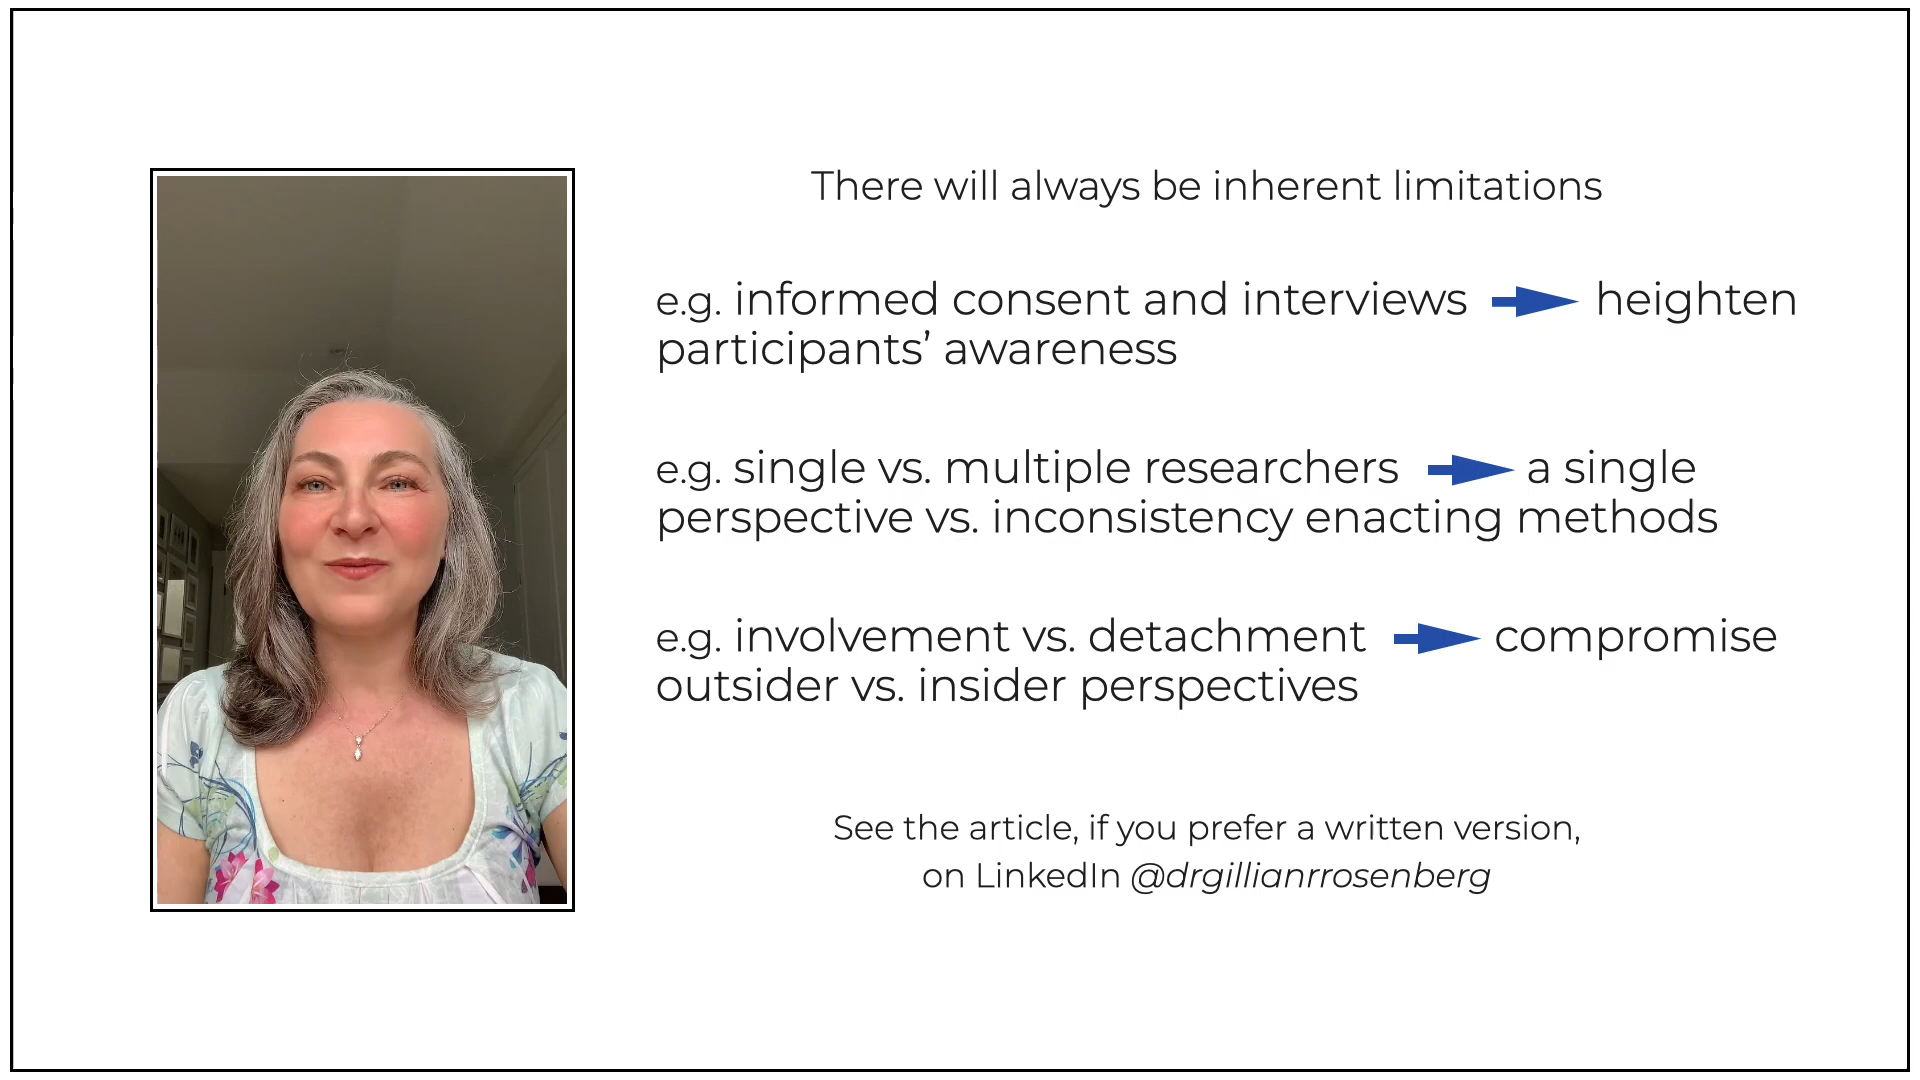 There will always be inherent limitations
e.g. informed consent and interviews → heighten
participants’ awareness
e.g. single vs. multiple researchers → a single
perspective vs. inconsistency enacting methods
e.g. involvement vs. detachment → compromise
outsider vs. insider perspectives
See the article, if you prefer a written version,
on LinkedIn @drgillianrrosenberg